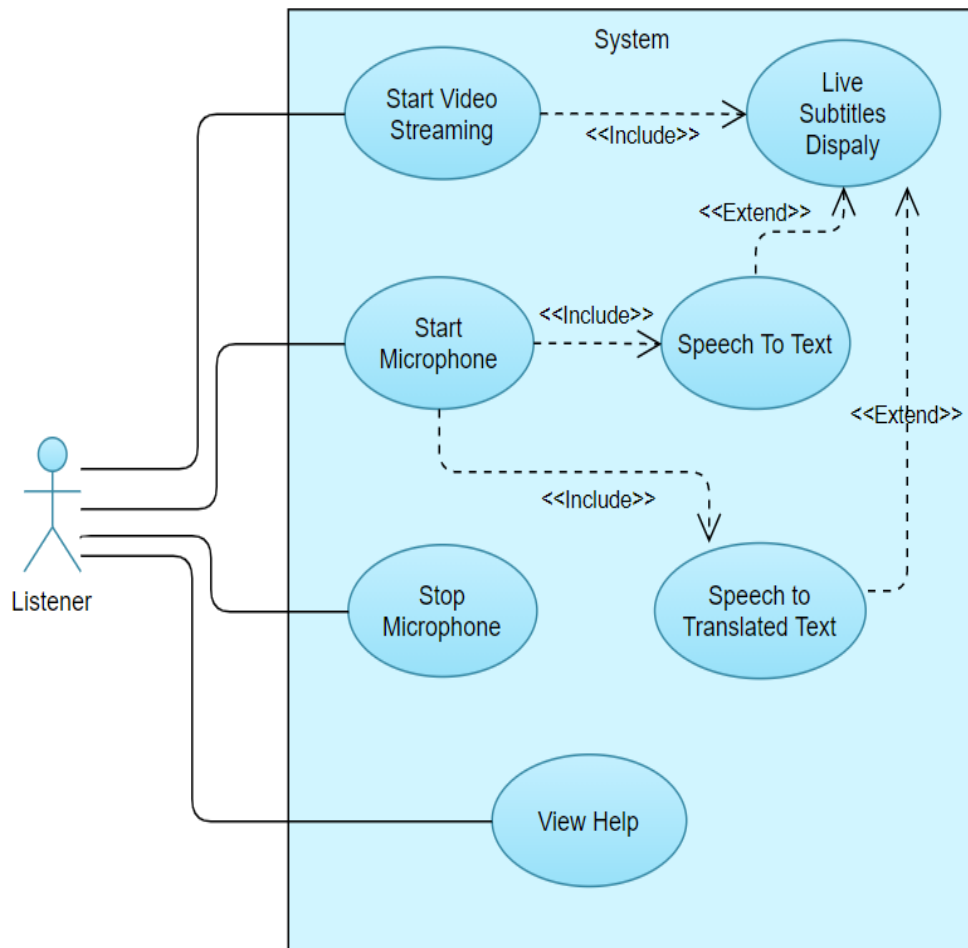 System
Start Video
Streaming
<<Include>>
Live
Subtitles
Dispaly
<<Extend>>
Start
Microphone
<<Include>>
Speech To Text
<<Extend>>
<<Include>>
Listener
Stop
Microphone
Speech to
Translated Text
View Help